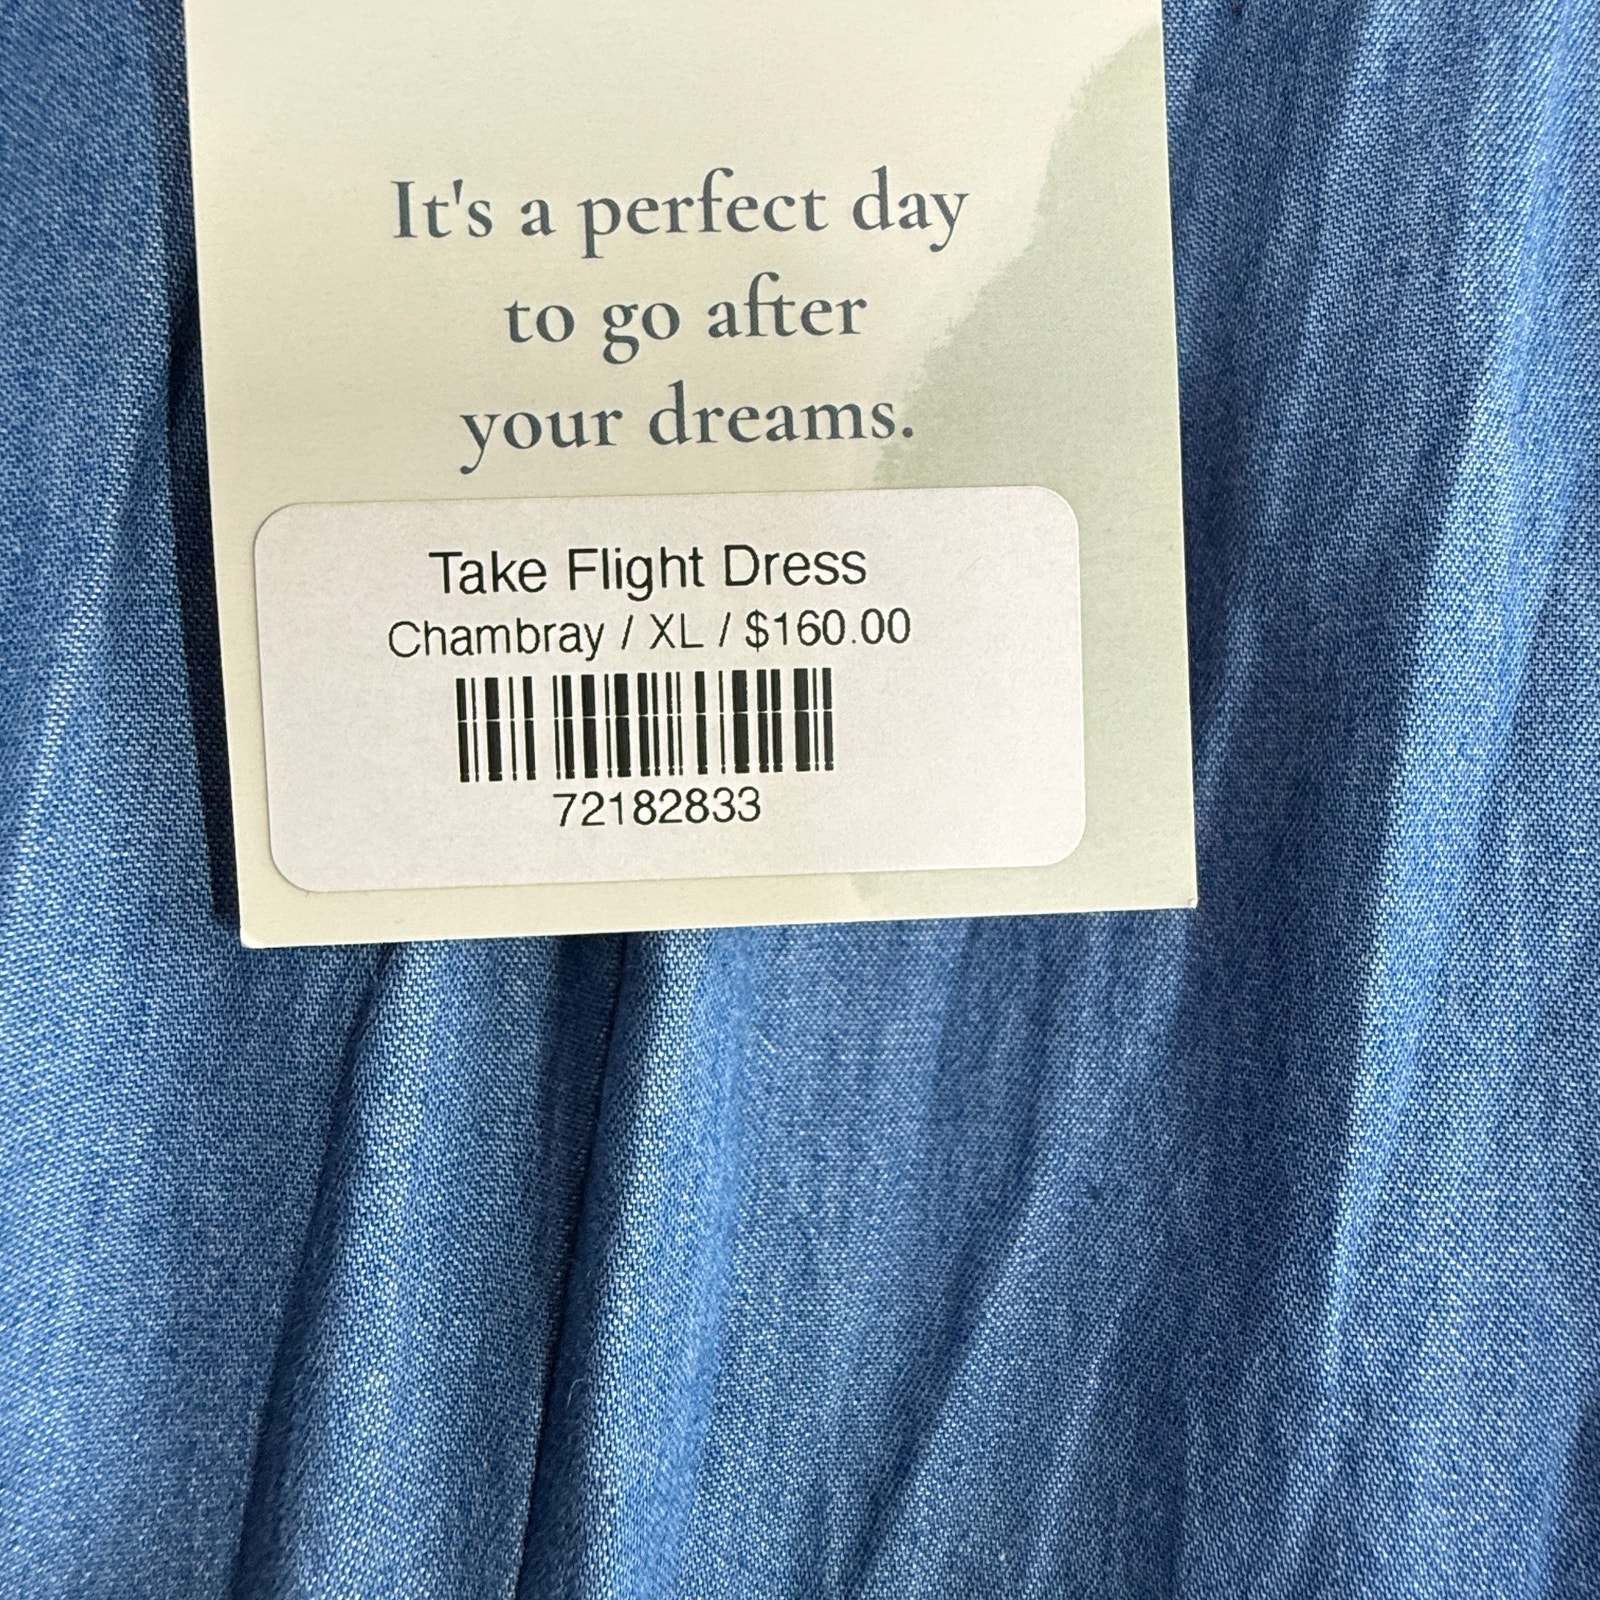 It's a perfect day
to go after
your dreams.
Take Flight Dress
Chambray / XL / $160.00
72182833